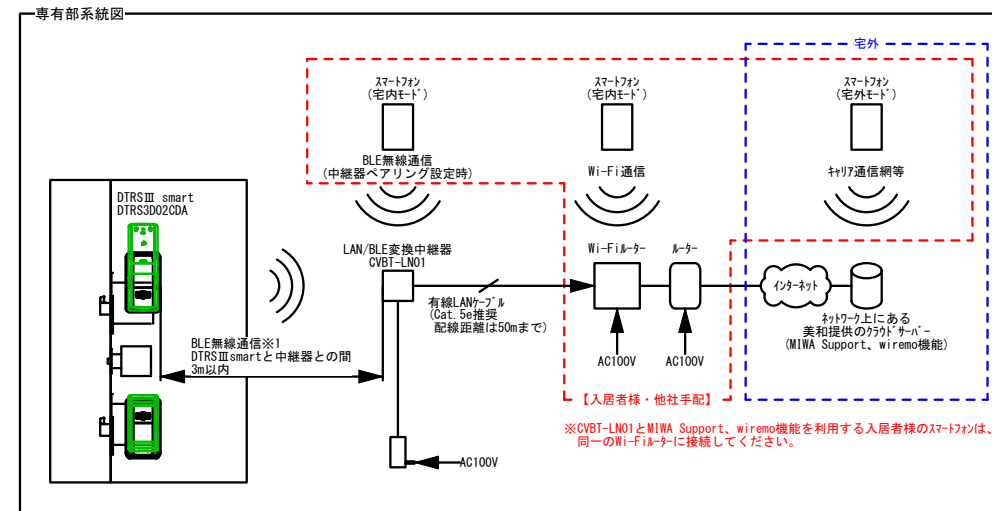 専有部系統図
宅外
スマートフォン
(宅内モード)
スマートフォン
(宅内モード)
スマートフォン
(宅外モード)
BLE無線通信
(中継器ペアリング設定時)
Wi-Fi通信
キャリア通信網等
DTRSⅢ smart
DTRS3D02CDA
LAN/BLE変換中継器
CVBT-LN01
Wi-Fiルーター
ルーター
インターネット
有線LANケーブル
(Cat.5e推奨
配線距離は50mまで)
ネットワーク上にある
美和提供のクラウドサーバー
(MIWA Support、wiremo機能)
BLE無線通信※1
DTRSⅢsmartと中継器との間
3m以内
AC100V
AC100V
【入居者様・他社手配】
※CVBT-LN01とMIWA Support、wiremo機能を利用する入居者様のスマートフォンは、
同一のWi-Fiルーターに接続してください。
AC100V